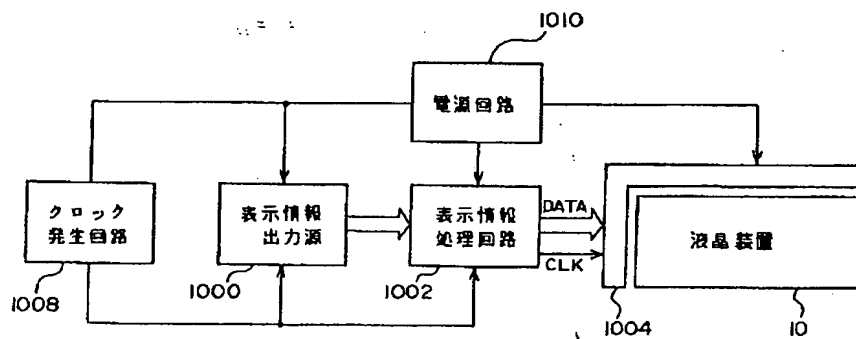 1010
電源回路
クロック
発生回路
1008
表示情報
出力源
1000
表示情報
処理回路
1002
DATA
CLK
液晶装置
1004
10